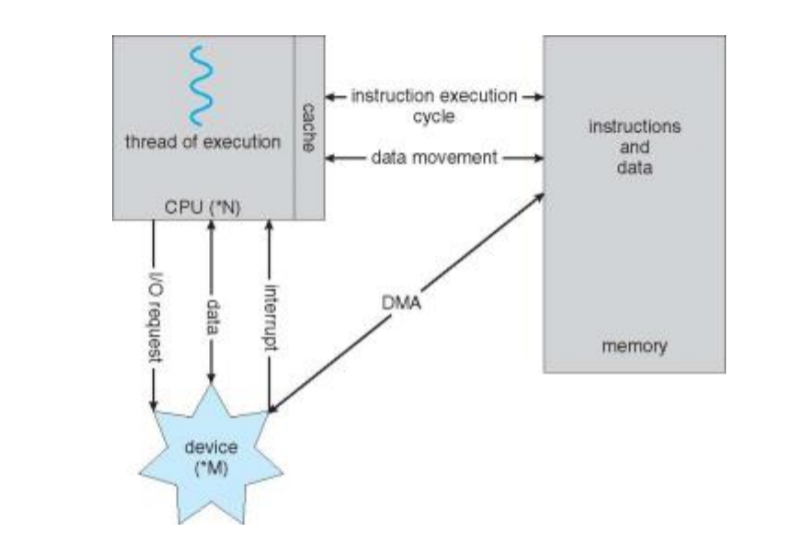 thread of execution
cache
CPU (*N)
instruction execution
cycle
data movement
instructions
and
data
memory
I/O request
data
interrupt
DMA
device
(*M)